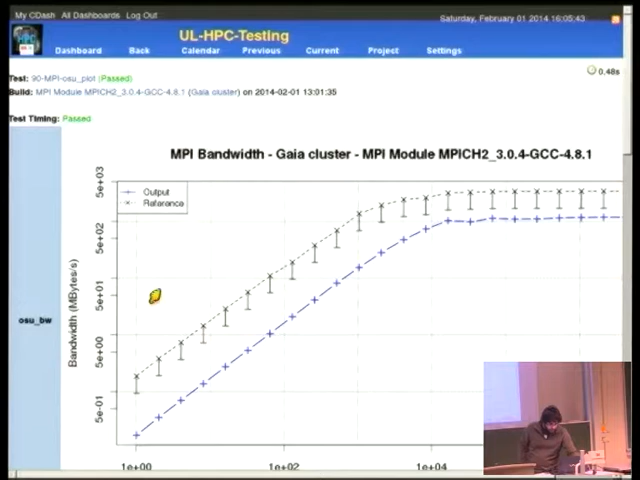 My CDash All Dashboards Log Out
Saturday, February 01 2014 16:05:43
UL-HPC-Testing
Dashboard Back Calendar Previous Current Project Settings
Test: 90-MPI-osu_plot (Passed)
0.48s
Build: MPI Module MPICH2_3.0.4-GCC-4.8.1 (Gaia cluster) on 2014-02-01 13:01:35
Test Timing: Passed
MPI Bandwidth - Gaia cluster - MPI Module MPICH2_3.0.4-GCC-4.8.1
Output
Reference
5e+03
5e+02
5e+01
5e+00
5e-01
Bandwidth (MBytes/s)
osu_bw
1e+00 1e+02 1e+04